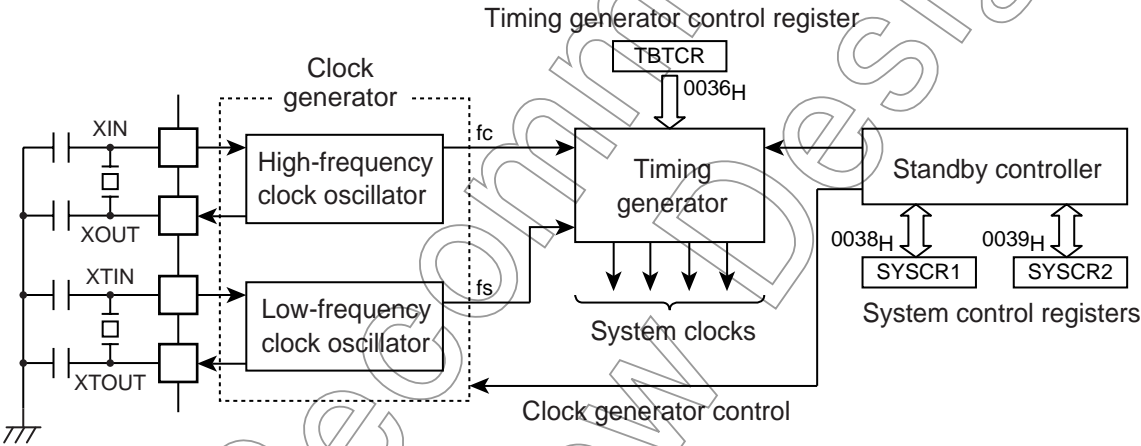 Timing generator control register
TBTCR
0036H
Clock
generator
XIN
XOUT
XTIN
XTOUT
High-frequency
clock oscillator
fc
Low-frequency
clock oscillator
fs
Timing
generator
System clocks
Standby controller
0038H
SYSCR1
0039H
SYSCR2
System control registers
Clock generator control